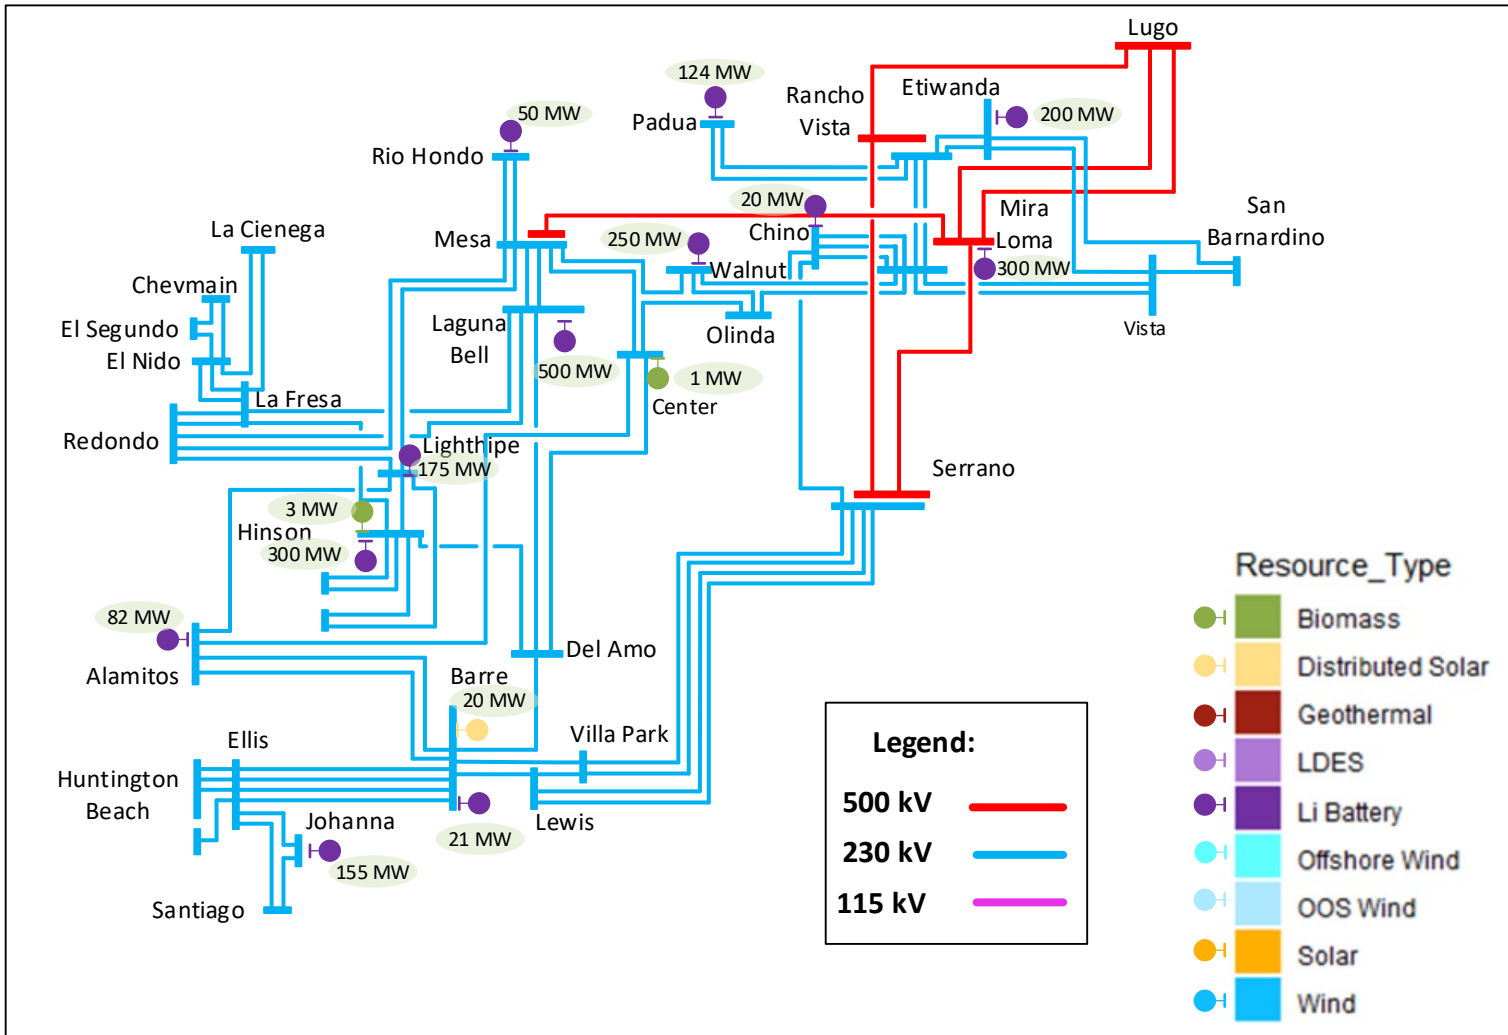 Lugo
124 MW
Rancho
Vista
Etiwanda
50 MW
Padua
200 MW
Rio Hondo
20 MW
Mira
Loma
San
Barnardino
La Cienega
Mesa
250 MW
Chino
Walnut
300 MW
Chevmain
El Segundo
El Nido
Laguna
Bell
Olinda
Vista
500 MW
1 MW
Center
La Fresa
Redondo
Lighthipe
175 MW
Serrano
3 MW
Hinson
300 MW
82 MW
Alamitos
Del Amo
Barre
20 MW
Ellis
Villa Park
Huntington
Beach
Johanna
21 MW
Lewis
155 MW
Santiago
Legend:
500 kV
230 kV
115 kV
Resource_Type
Biomass
Distributed Solar
Geothermal
LDES
Li Battery
Offshore Wind
OOS Wind
Solar
Wind